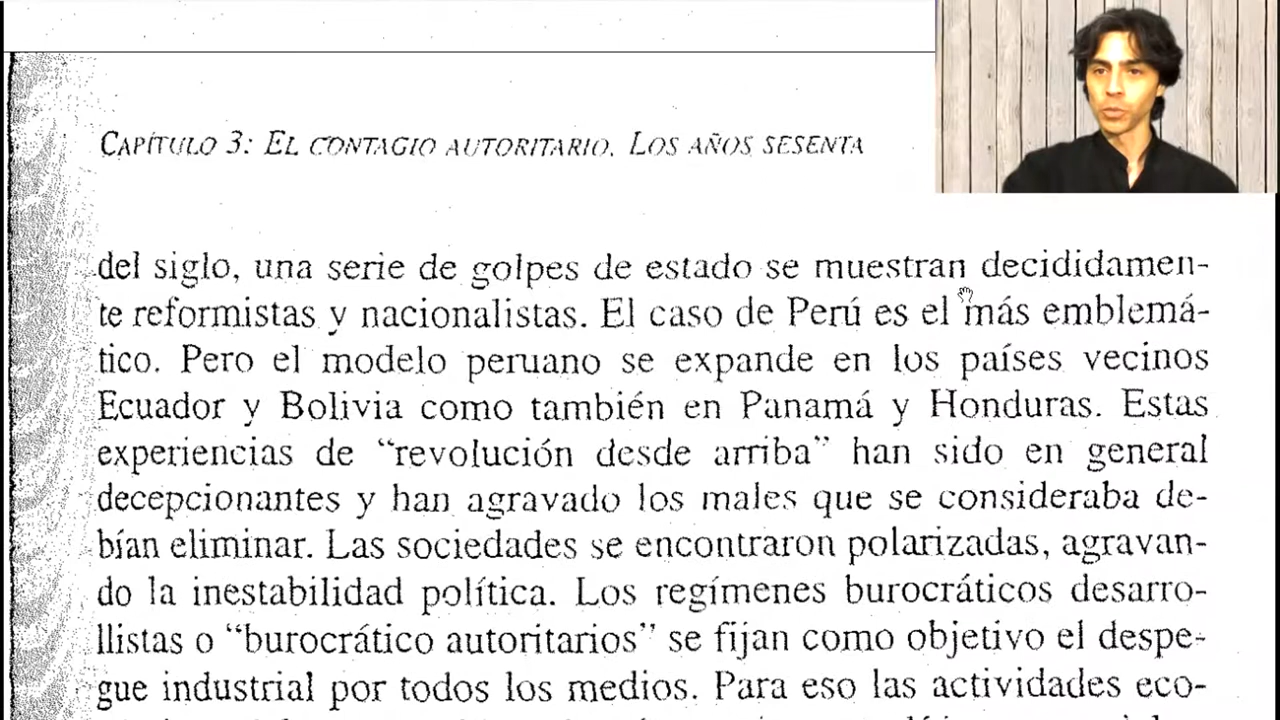 CAPÍTULO 3: EL CONTAGIO AUTORITARIO. LOS AÑOS SESENTA
del siglo, una serie de golpes de estado se muestran decididamen-
te reformistas y nacionalistas. El caso de Perú es el más emblemá-
tico. Pero el modelo peruano se expande en los países vecinos
Ecuador y Bolivia como también en Panamá y Honduras. Estas
experiencias de “revolución desde arriba” han sido en general
decepcionantes y han agravado los males que se consideraba de-
bían eliminar. Las sociedades se encontraron polarizadas, agravan-
do la inestabilidad política. Los regímenes burocráticos desarro-
llistas o “burocrático autoritarios” se fijan como objetivo el despe-
gue industrial por todos los medios. Para eso las actividades eco-